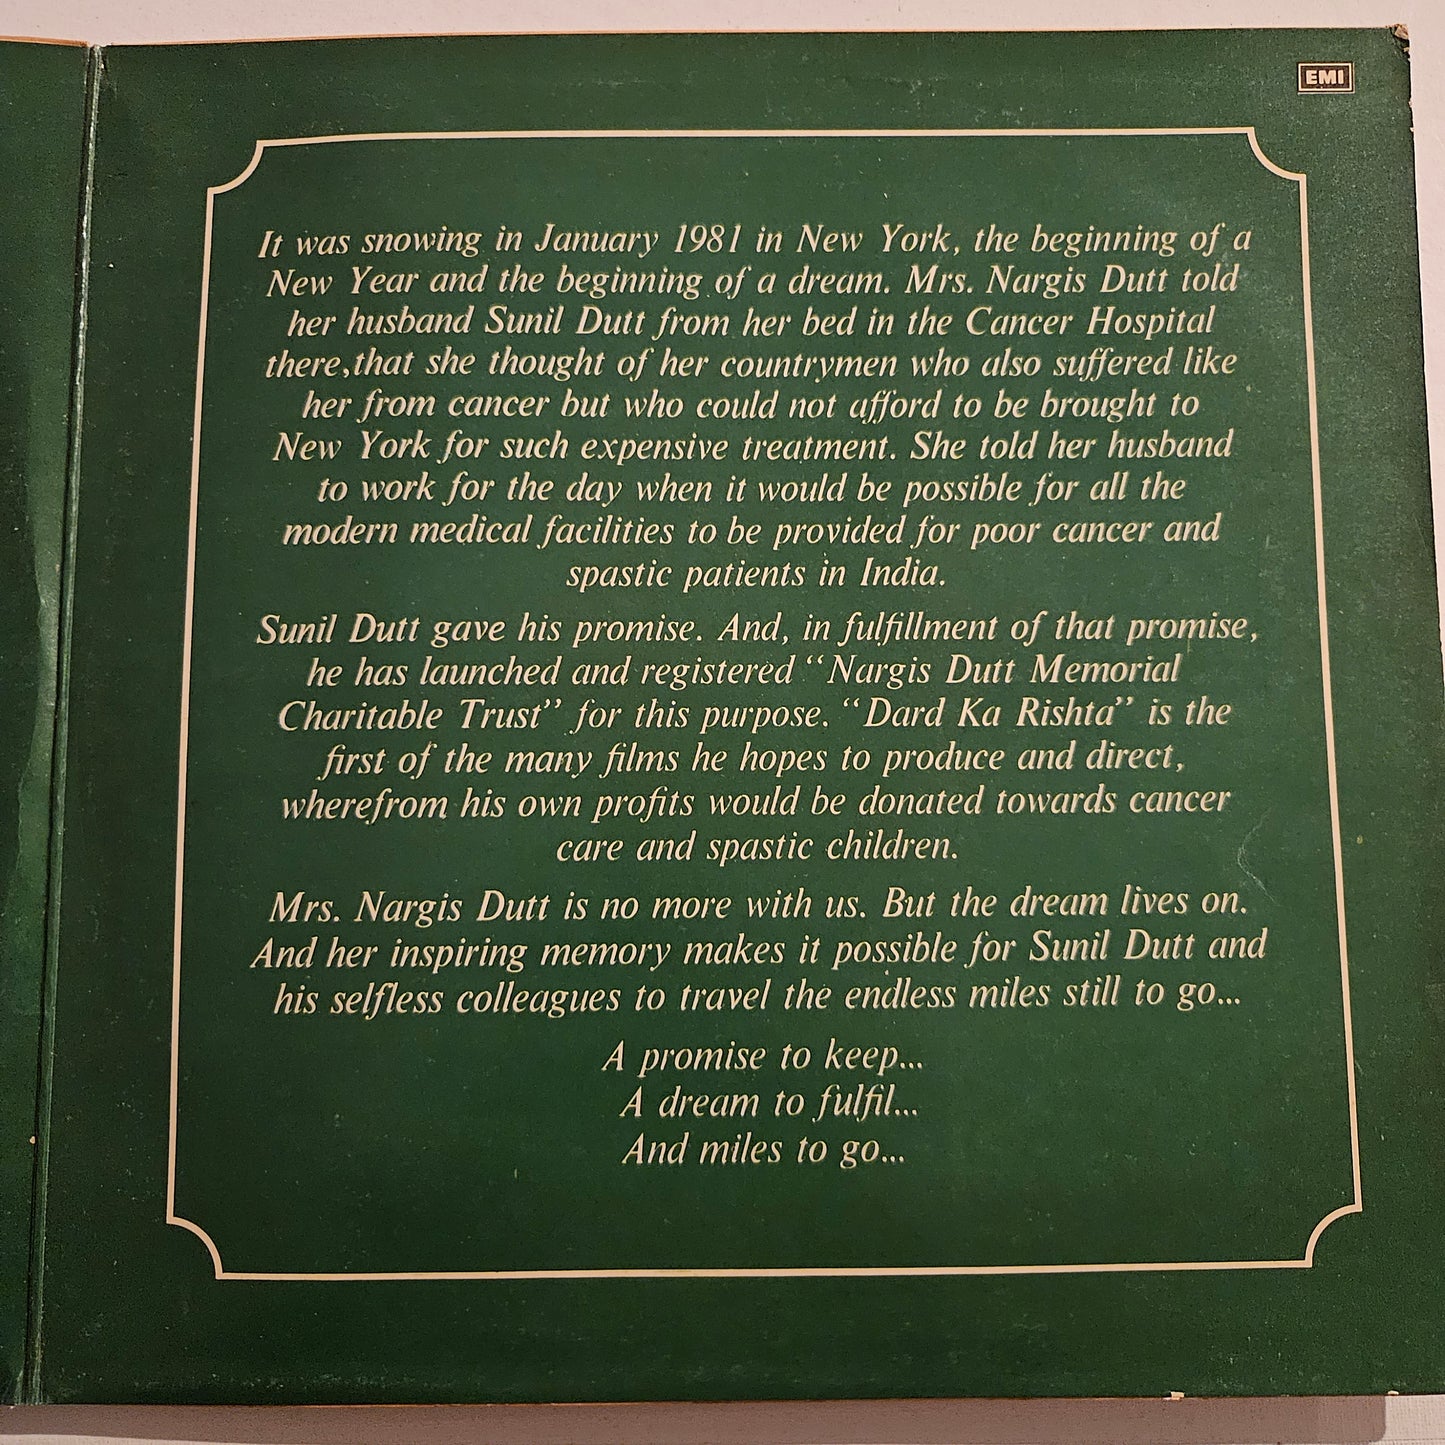 EMI
It was snowing in January 1981 in New York, the beginning of a
New Year and the beginning of a dream. Mrs. Nargis Dutt told
her husband Sunil Dutt from her bed in the Cancer Hospital
there,that she thought of her countrymen who also suffered like
her from cancer but who could not afford to be brought to
New York for such expensive treatment. She told her husband
to work for the day when it would be possible for all the
modern medical facilities to be provided for poor cancer and
spastic patients in India.
Sunil Dutt gave his promise. And, in fulfillment of that promise,
he has launched and registered “Nargis Dutt Memorial
Charitable Trust” for this purpose. “Dard Ka Rishta” is the
first of the many films he hopes to produce and direct,
wherefrom his own profits would be donated towards cancer
care and spastic children.
Mrs. Nargis Dutt is no more with us. But the dream lives on.
And her inspiring memory makes it possible for Sunil Dutt and
his selfless colleagues to travel the endless miles still to go...
A promise to keep...
A dream to fulfil...
And miles to go...